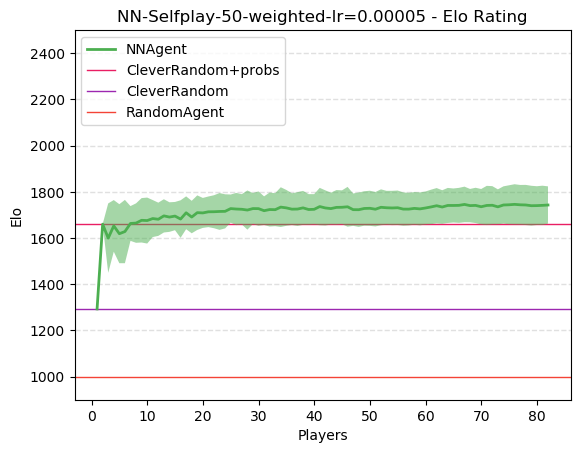 NN-Selfplay-50-weighted-lr=0.00005 - Elo Rating
NNAgent
CleverRandom+probs
CleverRandom
RandomAgent
Elo
2400
2200
2000
1800
1600
1400
1200
1000
0 10 20 30 40 50 60 70 80
Players